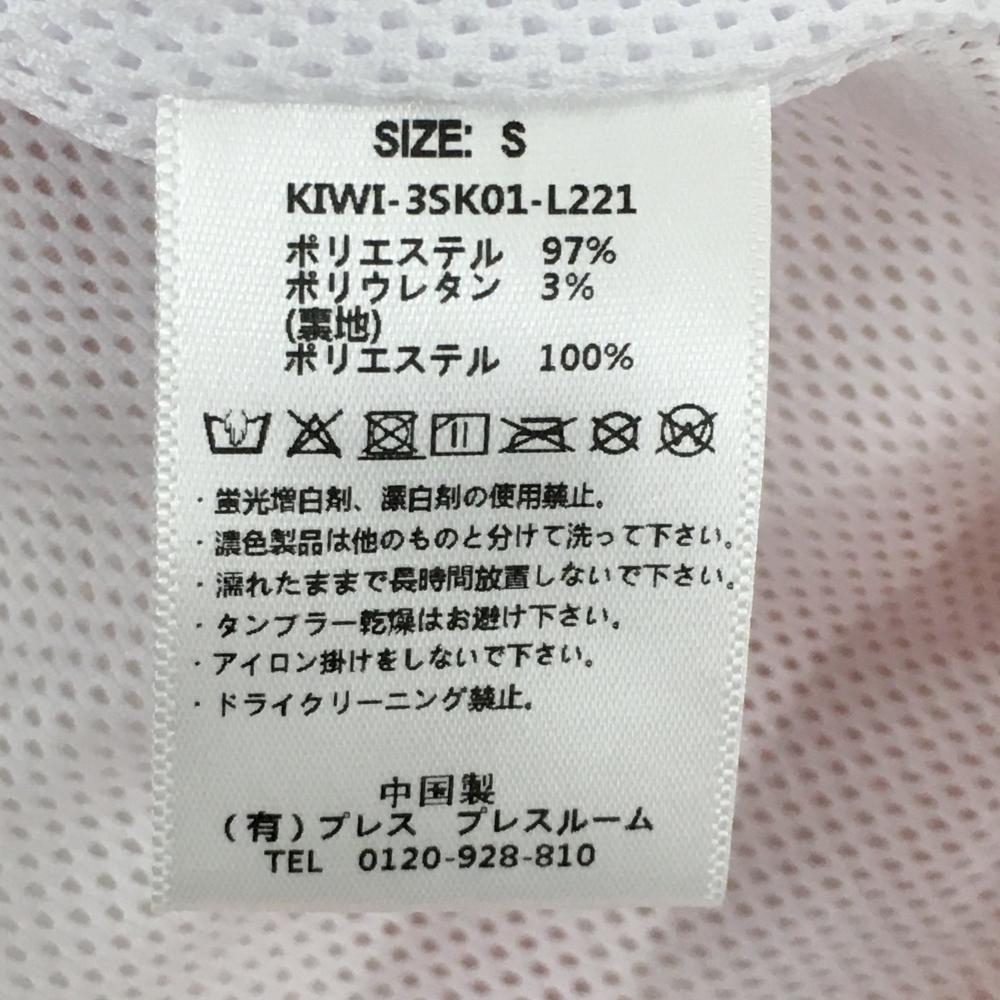 SIZE: S
KIWI-3SK01-L221
ポリエステル 97%
ポリウレタン 3%
(裏地)
ポリエステル 100%
・蛍光増白剤、漂白剤の使用禁止。
・濃色製品は他のものと分けて洗って下さい。
・濡れたままで長時間放置しないで下さい。
・タンブラー乾燥はお避け下さい。
・アイロン掛けをしないで下さい。
・ドライクリーニング禁止。
中国製
(有)プレス プレスルーム
TEL 0120-928-810